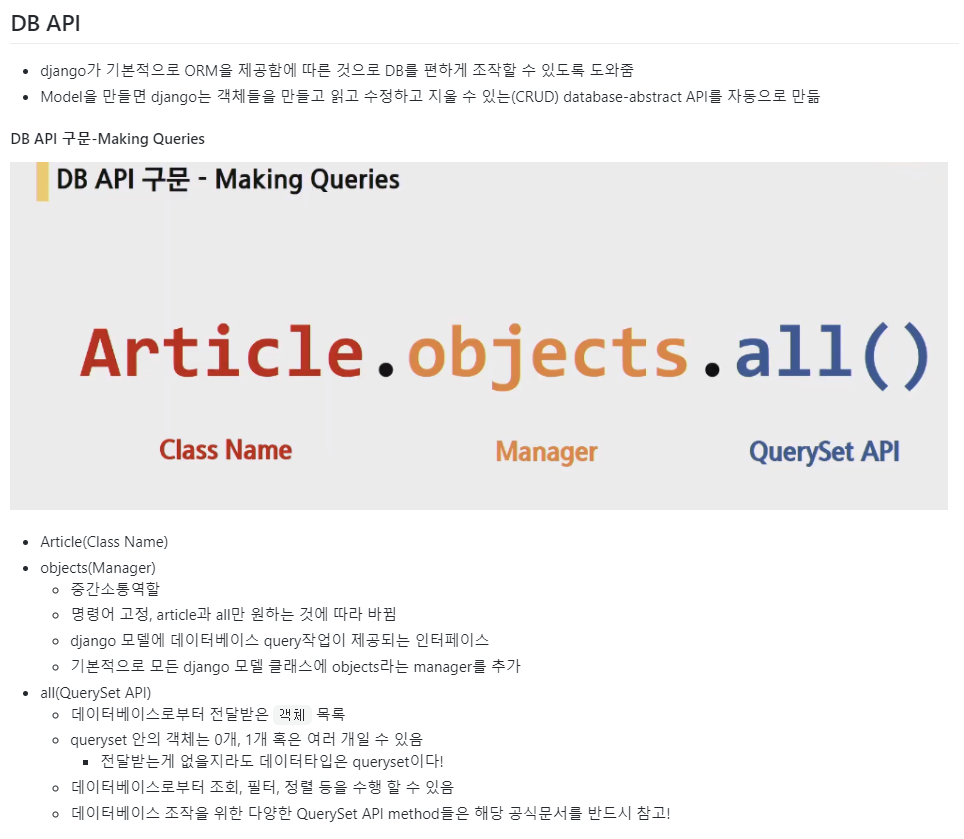 DB API
django가 기본적으로 ORM을 제공함에 따른 것으로 DB를 편하게 조작할 수 있도록 도와줌
Model을 만들면 django는 객체들을 만들고 읽고 수정하고 지울 수 있는(CRUD) database-abstract API를 자동으로 만듦
DB API 구문-Making Queries
DB API 구문 - Making Queries
Article.objects.all()
Class Name Manager QuerySet API
Article(Class Name)
objects(Manager)
중간소통역할
명령어 고정, article과 all만 원하는 것에 따라 바뀜
django 모델에 데이터베이스 query작업이 제공되는 인터페이스
기본적으로 모든 django 모델 클래스에 objects라는 manager를 추가
all(QuerySet API)
데이터베이스로부터 전달받은 객체 목록
queryset 안의 객체는 0개, 1개 혹은 여러 개일 수 있음
전달받는게 없을지라도 데이터타입은 queryset이다!
데이터베이스로부터 조회, 필터, 정렬 등을 수행 할 수 있음
데이터베이스 조작을 위한 다양한 QuerySet API method들은 해당 공식문서를 반드시 참고!